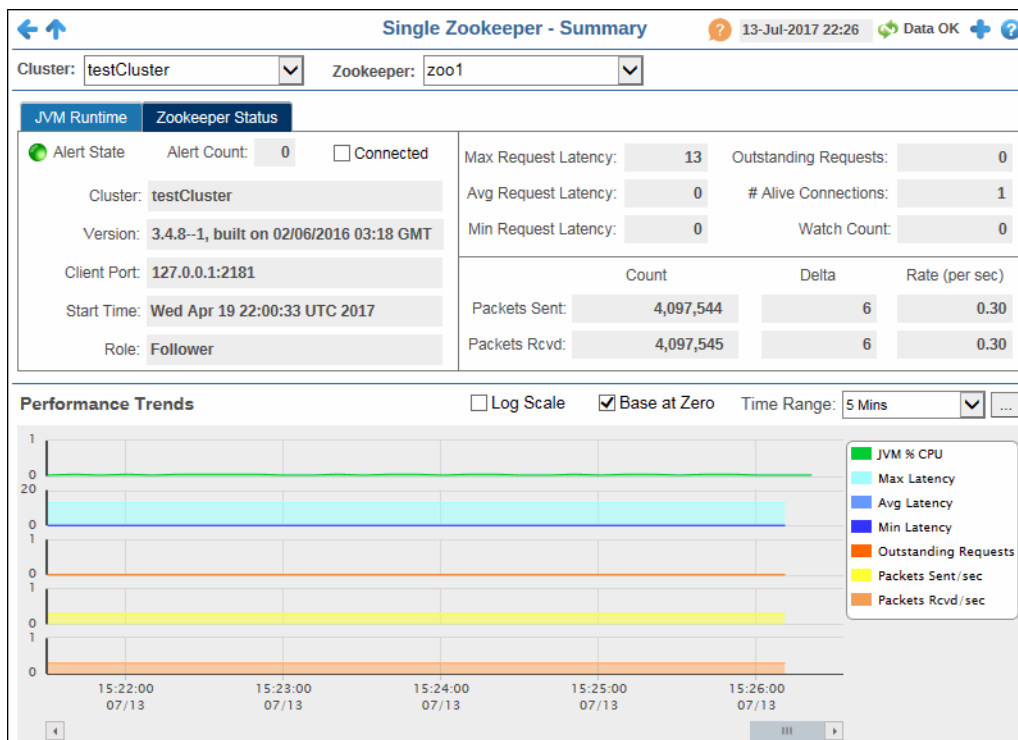 Single Zookeeper - Summary ? 13-Jul-2017 22:26 Data OK ?
Cluster: testCluster Zookeeper: zoo1
JVM Runtime Zookeeper Status
Alert State Alert Count: 0 Connected
Cluster: testCluster
Version: 3.4.8--1, built on 02/06/2016 03:18 GMT
Client Port: 127.0.0.1:2181
Start Time: Wed Apr 19 22:00:33 UTC 2017
Role: Follower
Max Request Latency: 13 Outstanding Requests: 0
Avg Request Latency: 0 # Alive Connections: 1
Min Request Latency: 0 Watch Count: 0
Count Delta Rate (per sec)
Packets Sent: 4,097,544 6 0.30
Packets Rcvd: 4,097,545 6 0.30
Performance Trends Log Scale Base at Zero Time Range: 5 Mins ...
1
0
20
0
1
0
1
0
1
0
15:22:00 15:23:00 15:24:00 15:25:00 15:26:00
07/13 07/13 07/13 07/13 07/13
JVM % CPU
Max Latency
Avg Latency
Min Latency
Outstanding Requests
Packets Sent/sec
Packets Rcvd/sec